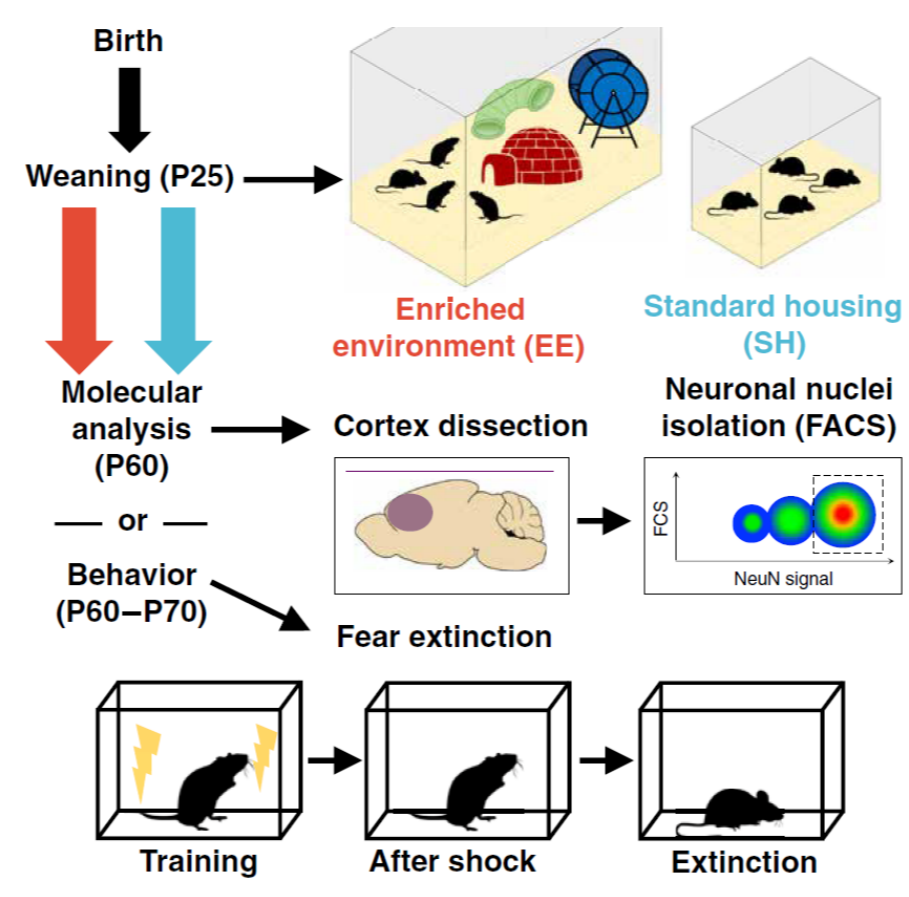 Birth
Weaning (P25)
Enriched
environment (EE)
Standard housing
(SH)
Molecular
analysis
(P60)
Cortex dissection
Neuronal nuclei
isolation (FACS)
FCS
NeuN signal
or
Behavior
(P60–P70)
Fear extinction
Training
After shock
Extinction